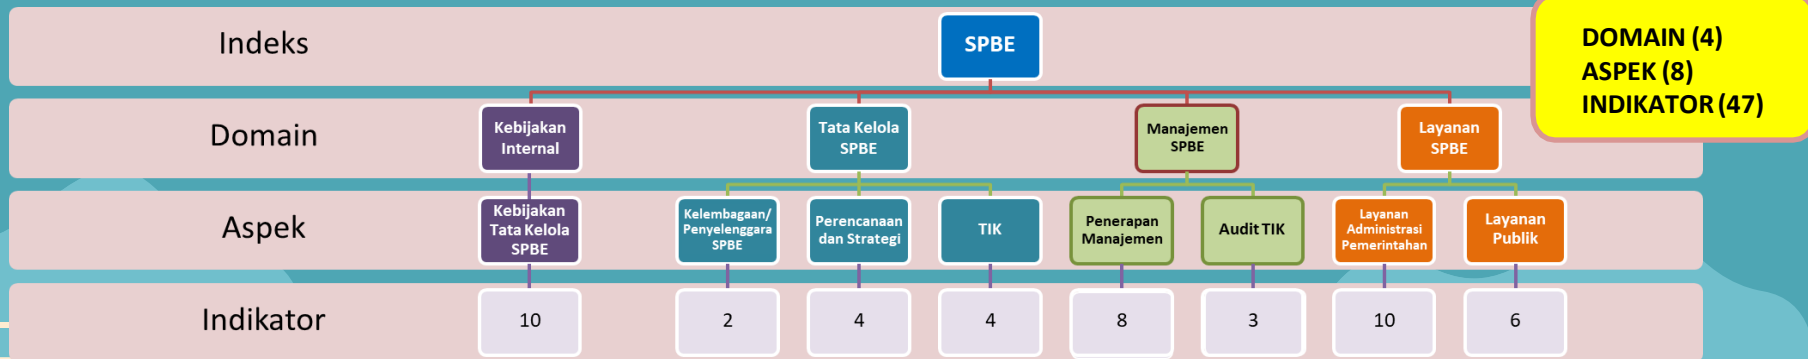 Indeks
SPBE
DOMAIN (4)
ASPEK (8)
INDIKATOR (47)
Domain
Kebijakan
Internal
Tata Kelola
SPBE
Manajemen
SPBE
Layanan
SPBE
Aspek
Kebijakan
Tata Kelola
SPBE
Kelembagaan/
Penyelenggara
SPBE
Perencanaan
dan Strategi
TIK
Penerapan
Manajemen
Audit TIK
Layanan
Administrasi
Pemerintahan
Layanan
Publik
Indikator
10
2
4
4
8
3
10
6